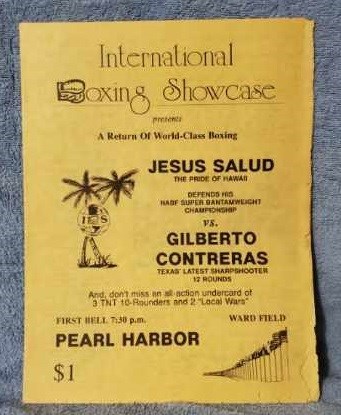 International
Boxing Showcase
presents
A Return Of World-Class Boxing
JESUS SALUD
THE PRIDE OF HAWAII
DEFENDS HIS
NABF SUPER BANTAMWEIGHT
CHAMPIONSHIP
vs.
GILBERTO
CONTRERAS
TEXAS' LATEST SHARPSHOOTER
12 ROUNDS
And, don't miss an all-action undercard of
3 TNT 10-Rounders and 2 "Local Wars"
FIRST BELL 7:30 p.m. WARD FIELD
PEARL HARBOR
$1